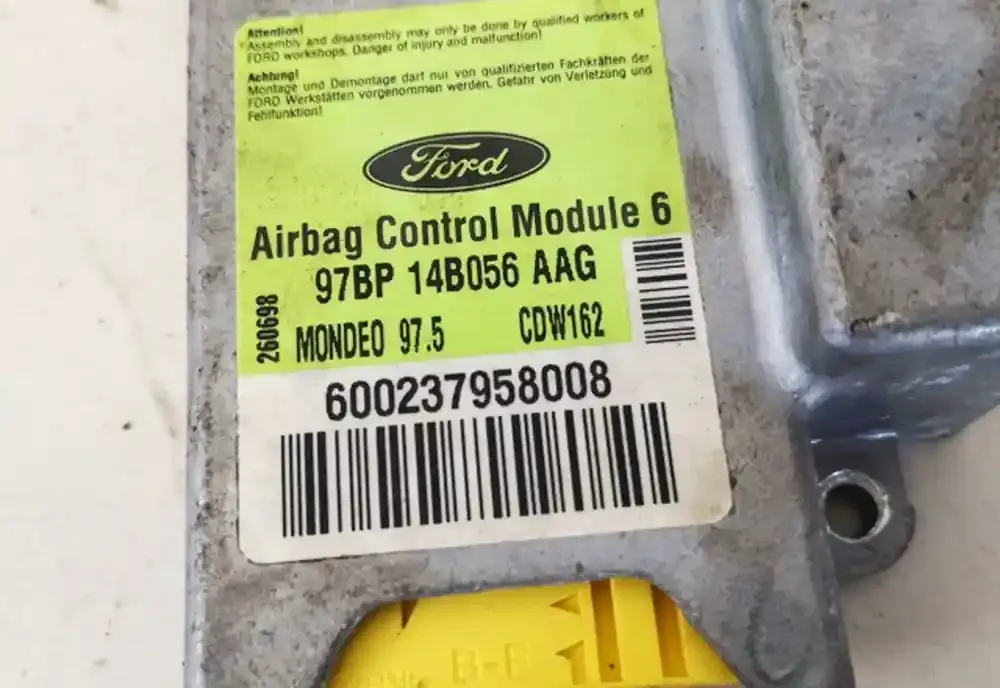 Attention!
Assembly and disassembly may only be done by qualified workers of
FORD workshops. Danger of injury and malfunction!
Achtung!
Montage und Demontage darf nur von qualifizierten Fachkräften der
FORD Werkstätten vorgenommen werden. Gefahr von Verletzung und
Fehlfunktion!
Ford
Airbag Control Module 6
97BP 14B056 AAG
260698
MONDEO 97.5 CDW162
600237958008